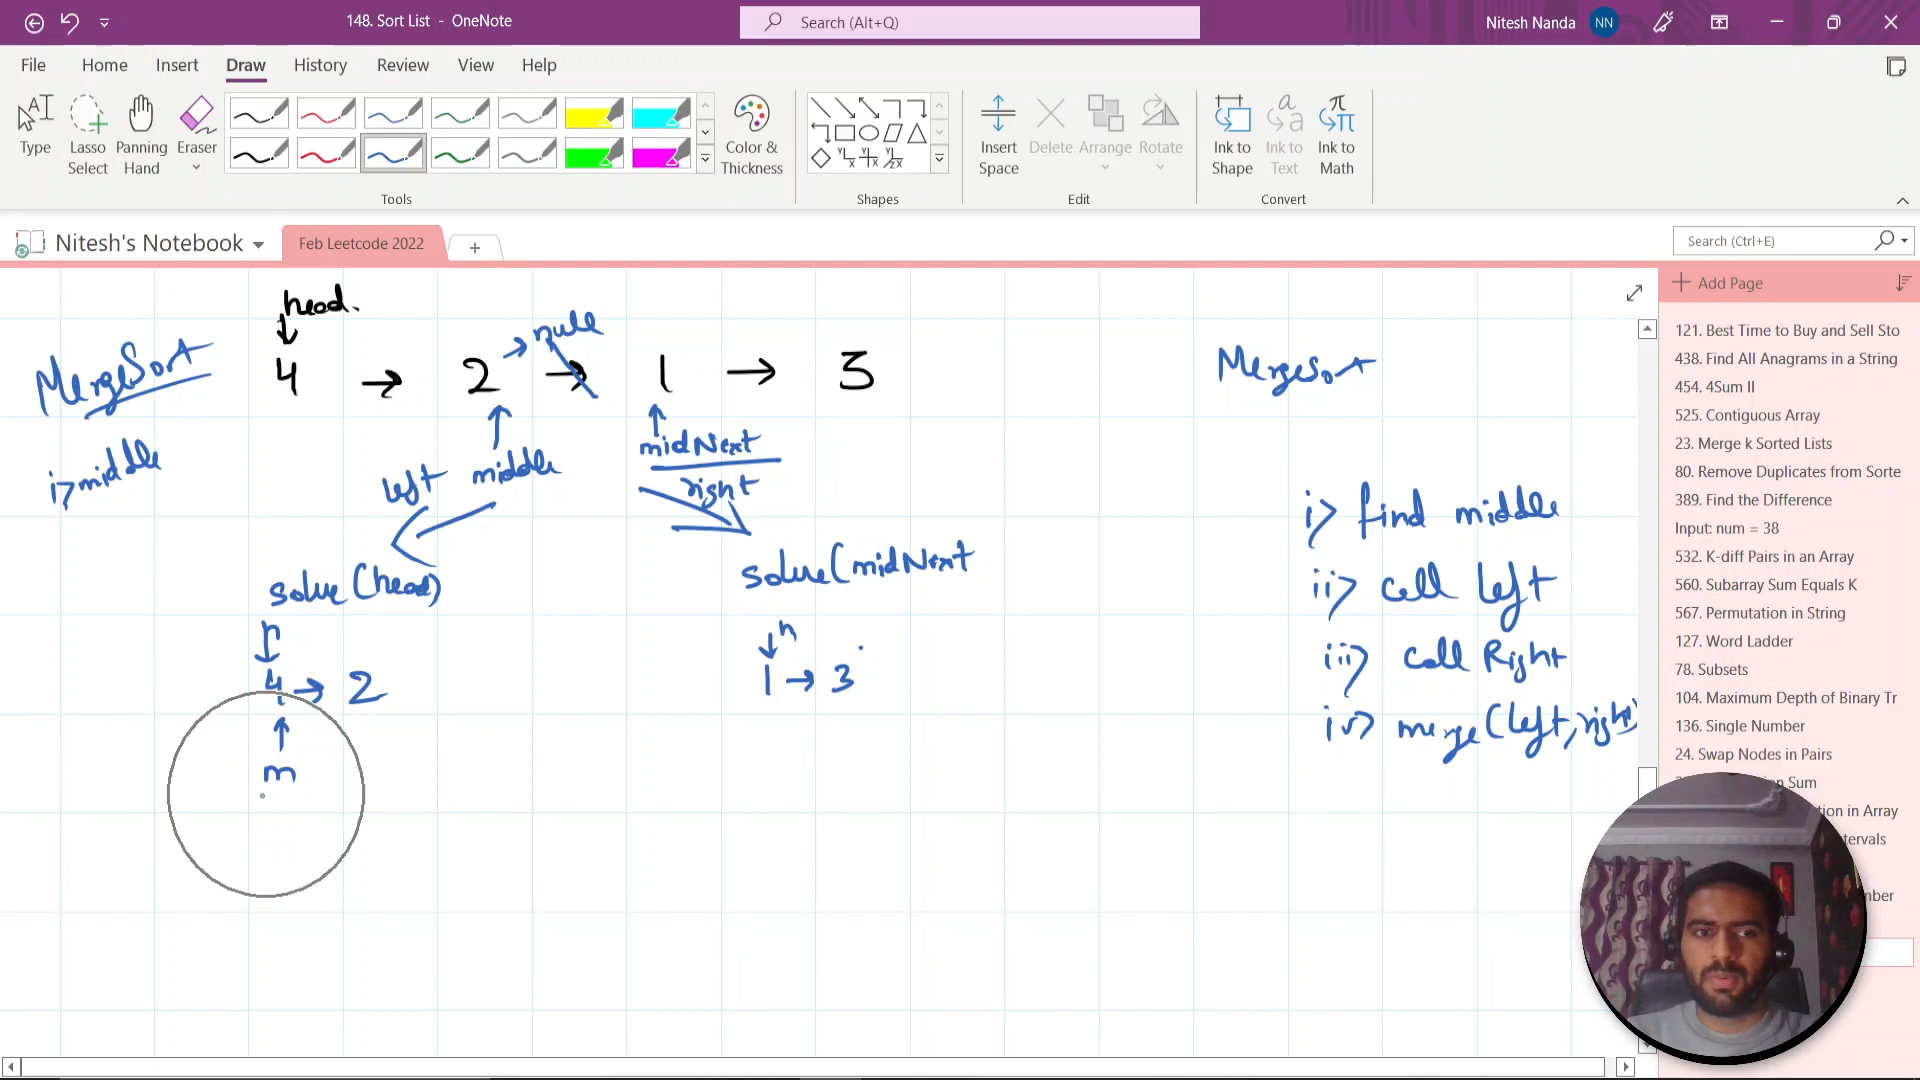 148. Sort List - OneNote
Search (Alt+Q)
Nitesh Nanda
NN
File Home Insert Draw History Review View Help
Type
Lasso Select
Panning Hand
Eraser
Color & Thickness
Insert Space
Delete
Arrange
Rotate
Ink to Shape
Ink to Text
Ink to Math
Tools
Shapes
Edit
Convert
Nitesh's Notebook
Feb Leetcode 2022
+
Search (Ctrl+E)
head.
MergeSort
4 → 2 → null → 1 → 3
i> middle
left middle
midNext
right
solve(head)
solve(midNext
4 → 2
m
h
1 → 3
MergeSort
i> find middle
ii> call left
iii> call Right
iv> merge(left, right)
Add Page
121. Best Time to Buy and Sell Sto
438. Find All Anagrams in a String
454. 4Sum II
525. Contiguous Array
23. Merge k Sorted Lists
80. Remove Duplicates from Sorte
389. Find the Difference
Input: num = 38
532. K-diff Pairs in an Array
560. Subarray Sum Equals K
567. Permutation in String
127. Word Ladder
78. Subsets
104. Maximum Depth of Binary Tr
136. Single Number
24. Swap Nodes in Pairs
n Sum
tion in Array
tervals
mber